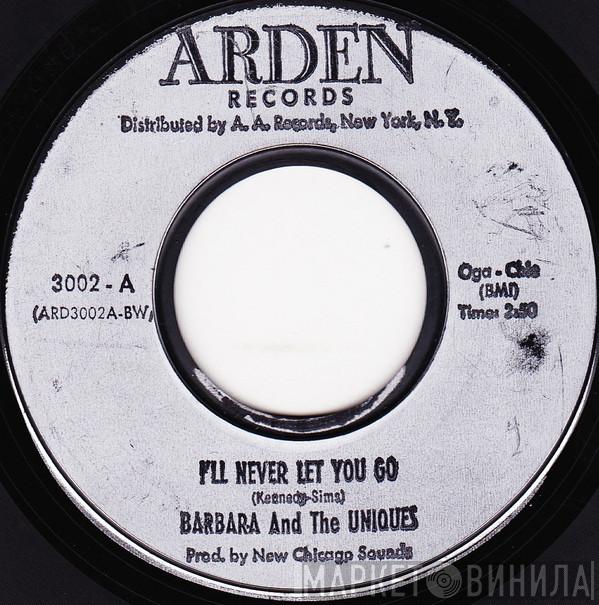 ARDEN
RECORDS
Distributed by A. A. Records, New York, N. Y.
3002 - A
(ARD3002A-BW)
Oga - Chie
(BMI)
Time: 2:50
I'LL NEVER LET YOU GO
(Kennedy-Sims)
BARBARA And The UNIQUES
Prod. by New Chicago Sounds
МАРКЕТ ВИНИЛА